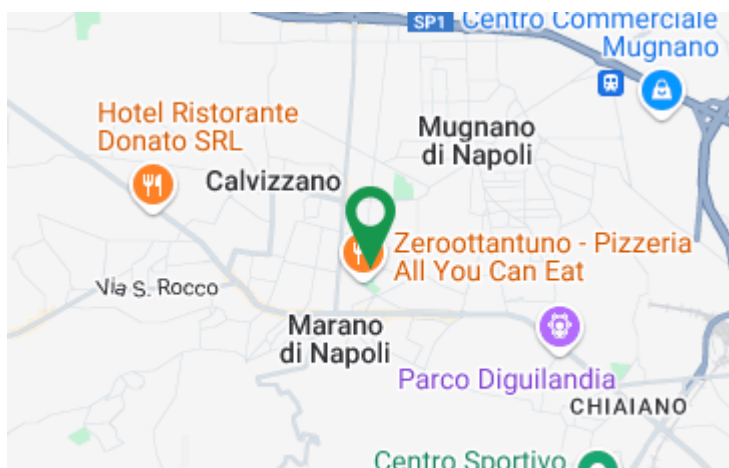 SP1
Centro Commerciale
Mugnano
Hotel Ristorante
Donato SRL
Mugnano
di Napoli
Calvizzano
Zeroottantuno - Pizzeria
All You Can Eat
Via S. Rocco
Marano
di Napoli
Parco Diguilandia
CHIAIANO
Centro Sportivo